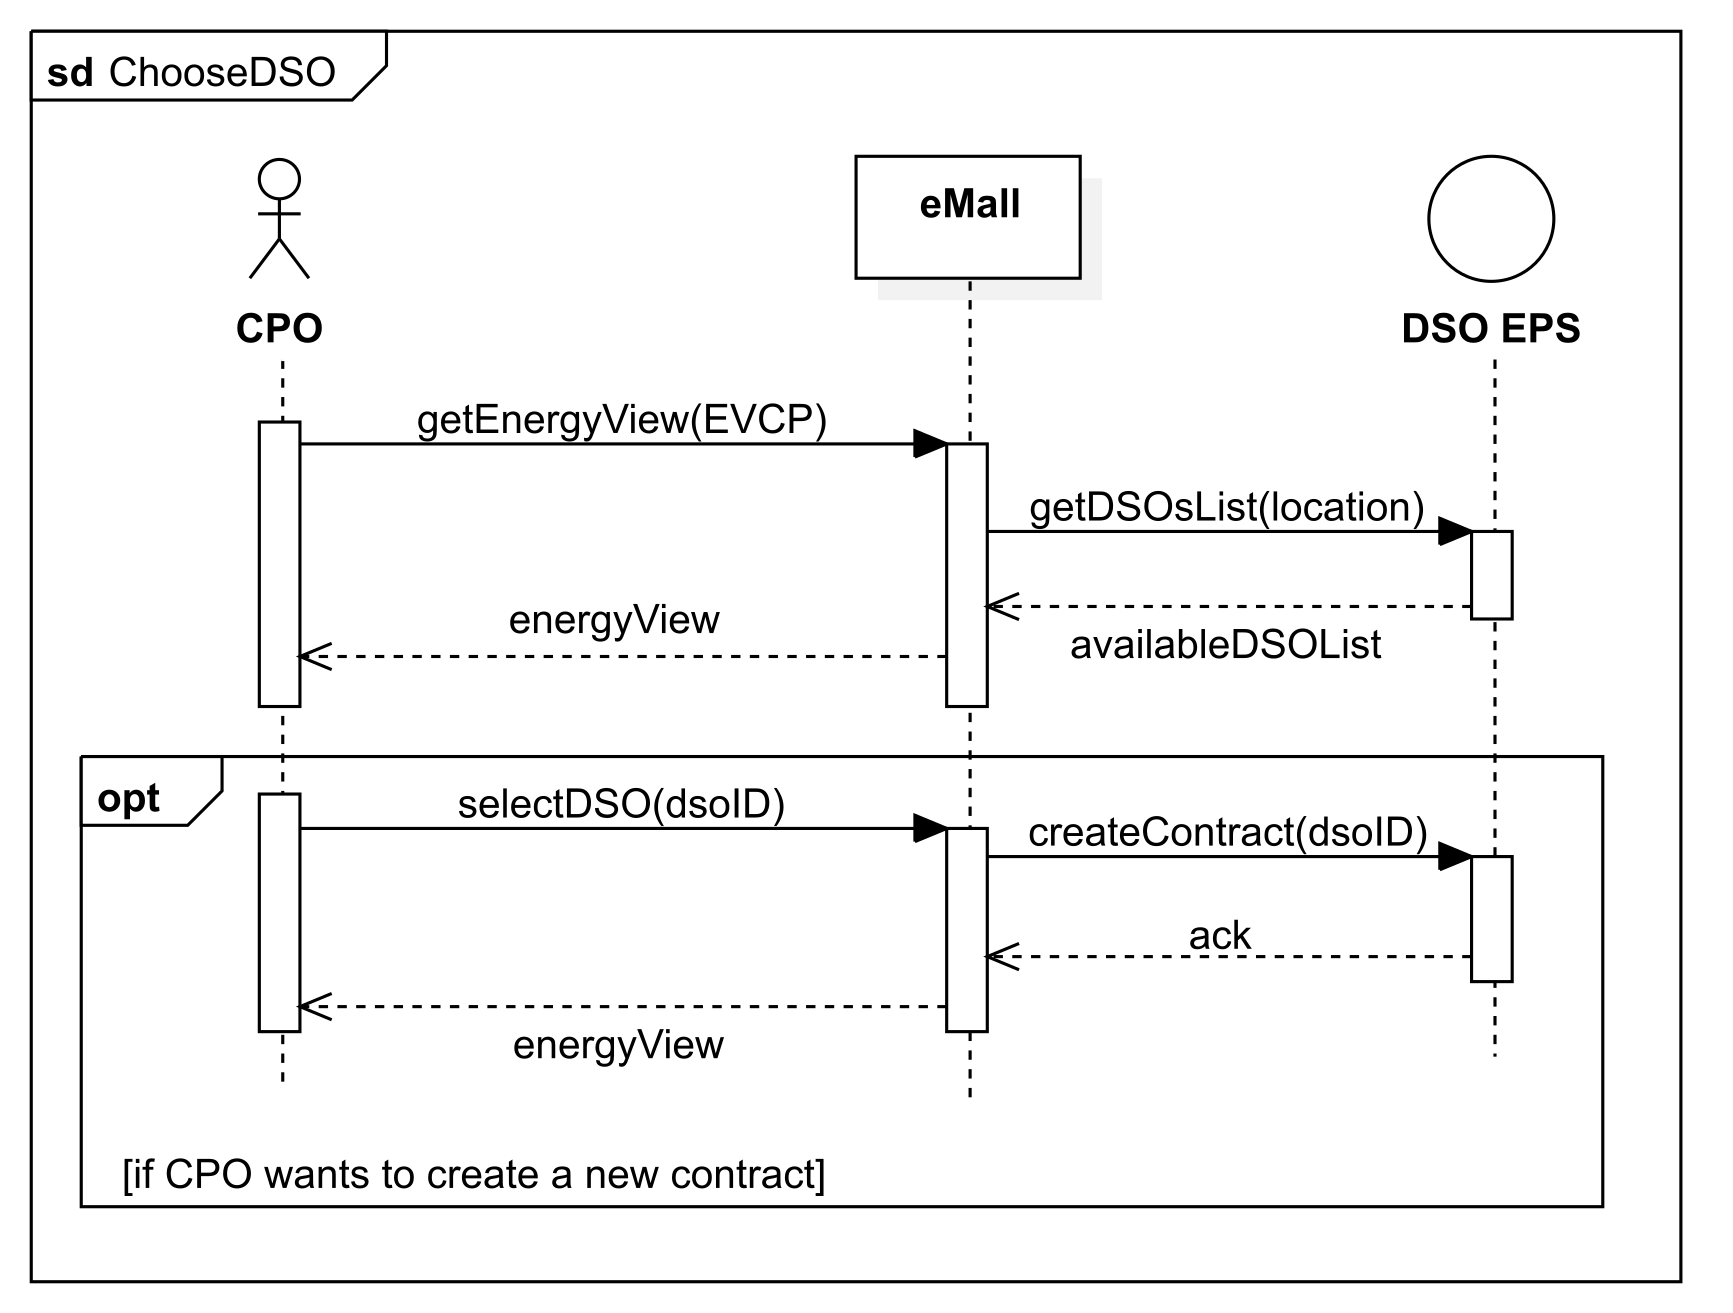 sd ChooseDSO
eMall
CPO
DSO EPS
getEnergyView(EVCP)
getDSOsList(location)
energyView
availableDSOList
opt
selectDSO(dsoID)
createContract(dsoID)
ack
energyView
[if CPO wants to create a new contract]